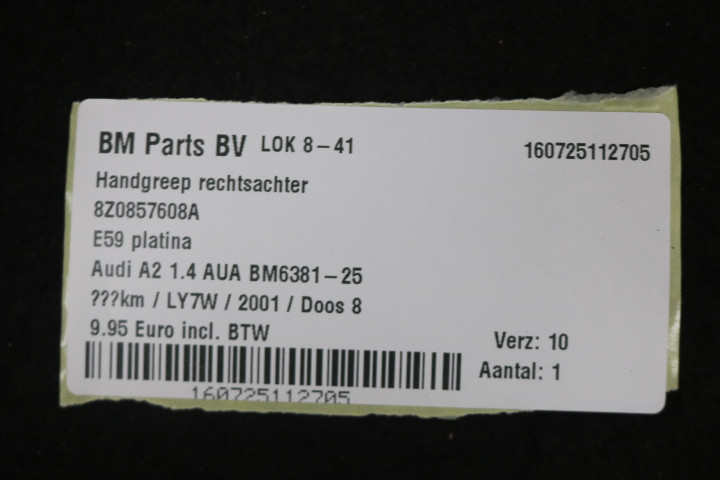 BM Parts BV LOK 8-41 160725112705
Handgreep rechtsachter
8Z0857608A
E59 platina
Audi A2 1.4 AUA BM6381-25
???km / LY7W / 2001 / Doos 8
9.95 Euro incl. BTW
Verz: 10
Aantal: 1
160725112705